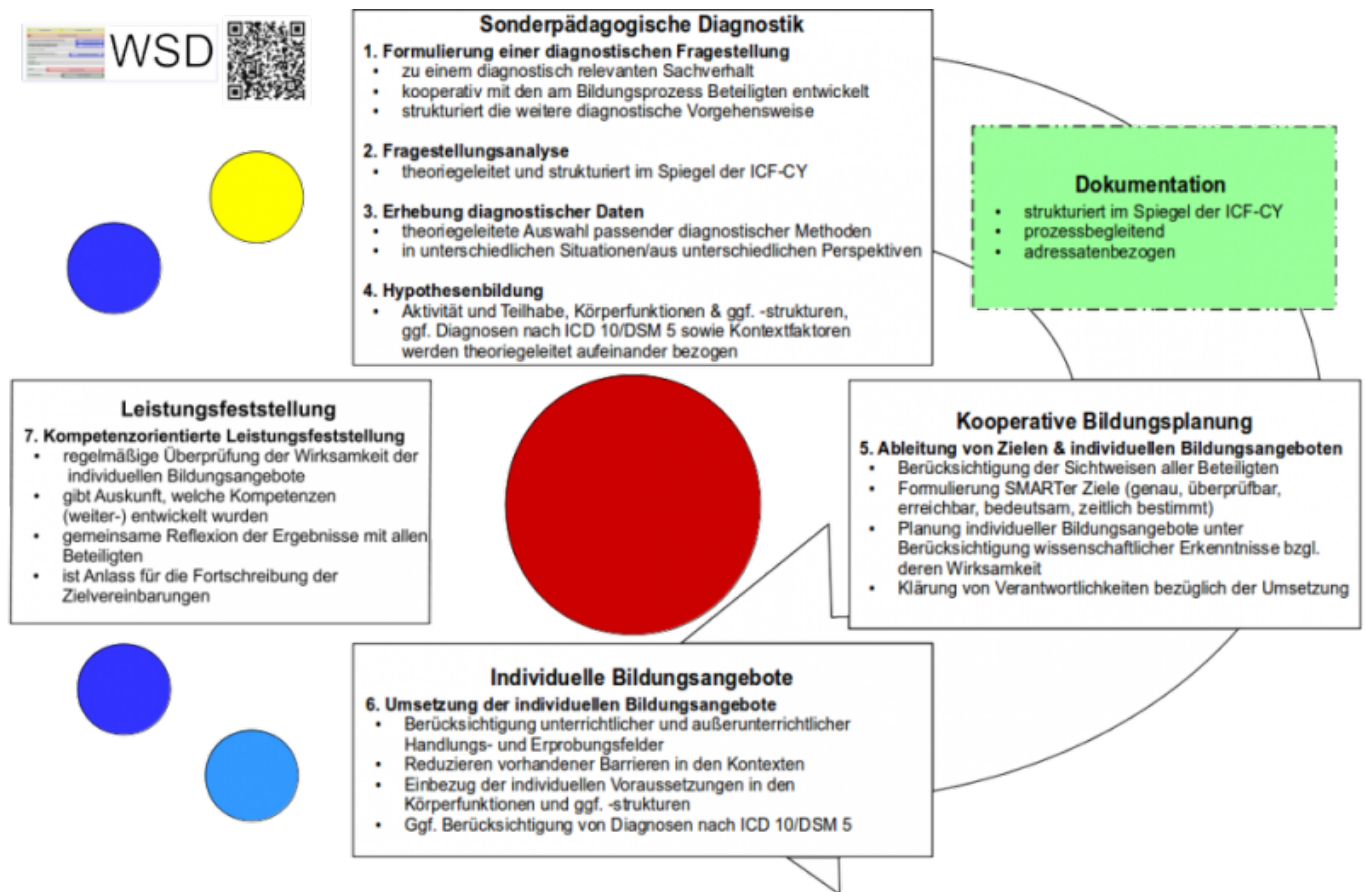 WSD
Sonderpädagogische Diagnostik
1. Formulierung einer diagnostischen Fragestellung
• zu einem diagnostisch relevanten Sachverhalt
• kooperativ mit den am Bildungsprozess Beteiligten entwickelt
• strukturiert die weitere diagnostische Vorgehensweise
2. Fragestellungsanalyse
• theoriegeleitet und strukturiert im Spiegel der ICF-CY
3. Erhebung diagnostischer Daten
• theoriegeleitete Auswahl passender diagnostischer Methoden
• in unterschiedlichen Situationen/aus unterschiedlichen Perspektiven
4. Hypothesenbildung
• Aktivität und Teilhabe, Körperfunktionen & ggf. -strukturen,
ggf. Diagnosen nach ICD 10/DSM 5 sowie Kontextfaktoren
werden theoriegeleitet aufeinander bezogen
Dokumentation
• strukturiert im Spiegel der ICF-CY
• prozessbegleitend
• adressatenbezogen
Kooperative Bildungsplanung
5. Ableitung von Zielen & individuellen Bildungsangeboten
• Berücksichtigung der Sichtweisen aller Beteiligten
• Formulierung SMARTer Ziele (genau, überprüfbar,
erreichbar, bedeutsam, zeitlich bestimmt)
• Planung individueller Bildungsangebote unter
Berücksichtigung wissenschaftlicher Erkenntnisse bzgl.
deren Wirksamkeit
• Klärung von Verantwortlichkeiten bezüglich der Umsetzung
Individuelle Bildungsangebote
6. Umsetzung der individuellen Bildungsangebote
• Berücksichtigung unterrichtlicher und außerunterrichtlicher
Handlungs- und Erprobungsfelder
• Reduzieren vorhandener Barrieren in den Kontexten
• Einbezug der individuellen Voraussetzungen in den
Körperfunktionen und ggf. -strukturen
• Ggf. Berücksichtigung von Diagnosen nach ICD 10/DSM 5
Leistungsfeststellung
7. Kompetenzorientierte Leistungsfeststellung
• regelmäßige Überprüfung der Wirksamkeit der
individuellen Bildungsangebote
• gibt Auskunft, welche Kompetenzen
(weiter-) entwickelt wurden
• gemeinsame Reflexion der Ergebnisse mit allen
Beteiligten
• ist Anlass für die Fortschreibung der
Zielvereinbarungen